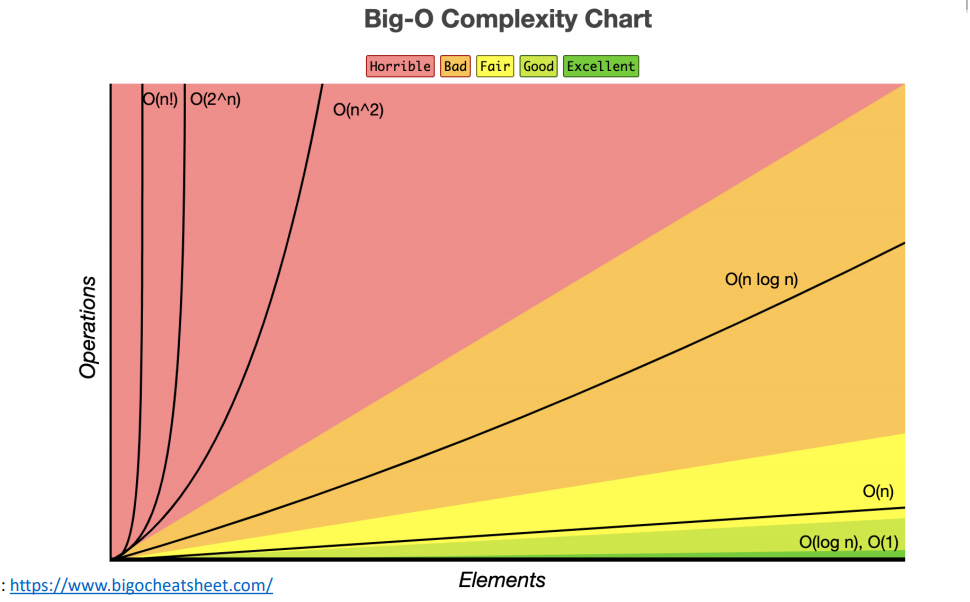 Big-O Complexity Chart
Horrible Bad Fair Good Excellent
O(n!) O(2^n)
O(n^2)
O(n log n)
Operations
O(n)
O(log n), O(1)
Elements
: https://www.bigocheatsheet.com/